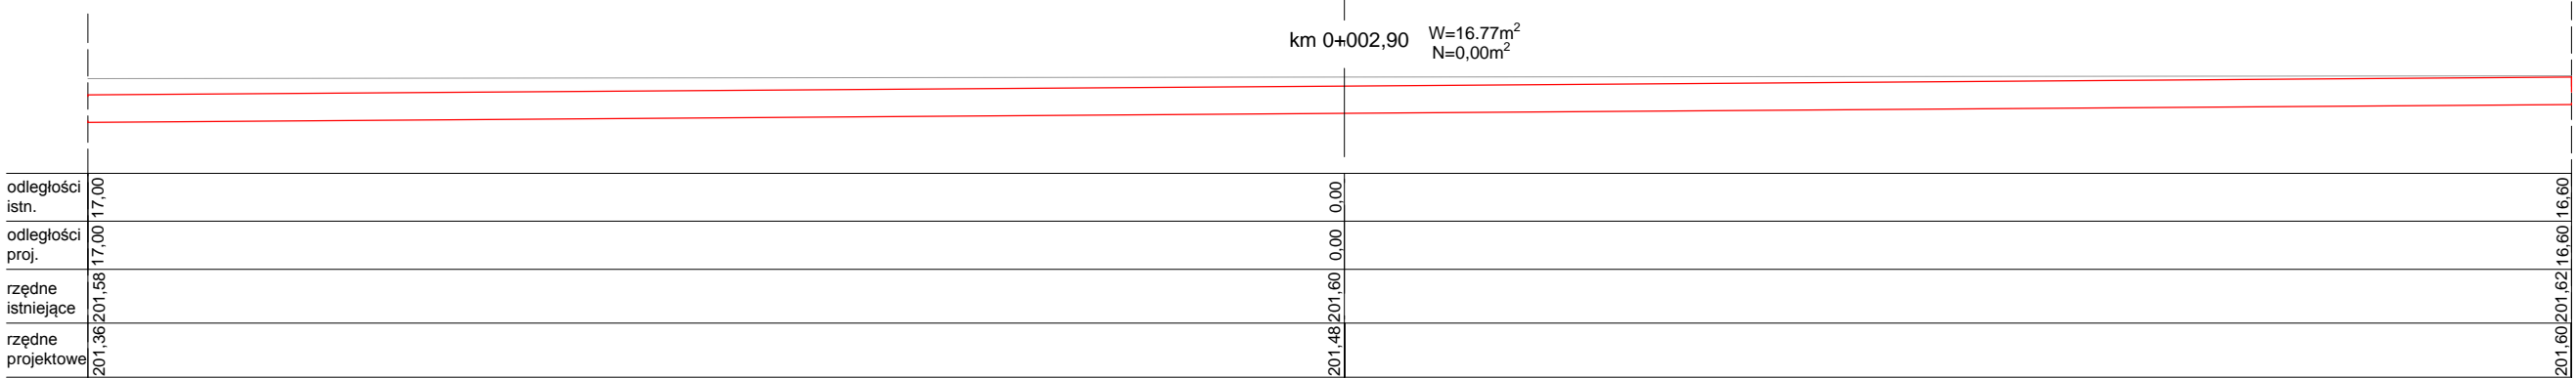 km 0+002,90
W=16.77m²
N=0,00m²
odległości
istn.
17,00
0,00
16,60
odległości
proj.
17,00
0,00
16,60
rzędne
istniejące
201,58
201,60
201,62
rzędne
projektowe
201,36
201,48
201,60